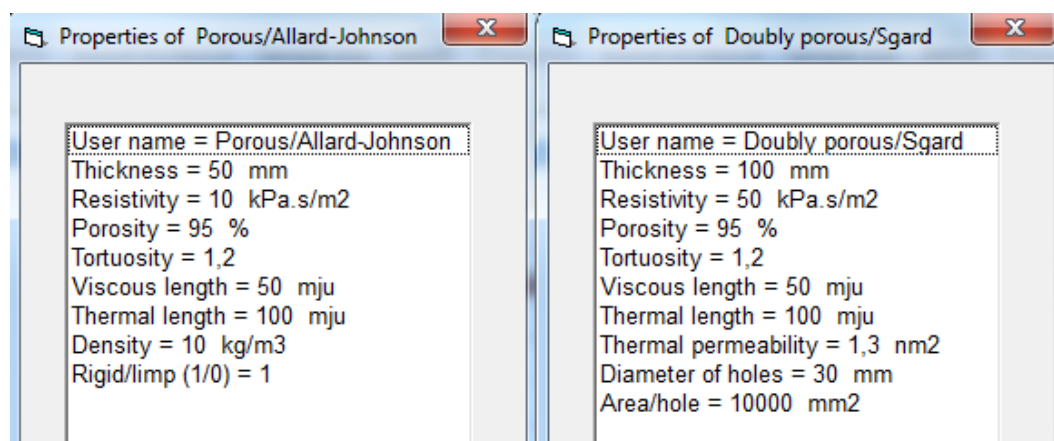 Properties of Porous/Allard-Johnson
User name = Porous/Allard-Johnson
Thickness = 50 mm
Resistivity = 10 kPa.s/m2
Porosity = 95 %
Tortuosity = 1,2
Viscous length = 50 mju
Thermal length = 100 mju
Density = 10 kg/m3
Rigid/limp (1/0) = 1
Properties of Doubly porous/Sgard
User name = Doubly porous/Sgard
Thickness = 100 mm
Resistivity = 50 kPa.s/m2
Porosity = 95 %
Tortuosity = 1,2
Viscous length = 50 mju
Thermal length = 100 mju
Thermal permeability = 1,3 nm2
Diameter of holes = 30 mm
Area/hole = 10000 mm2